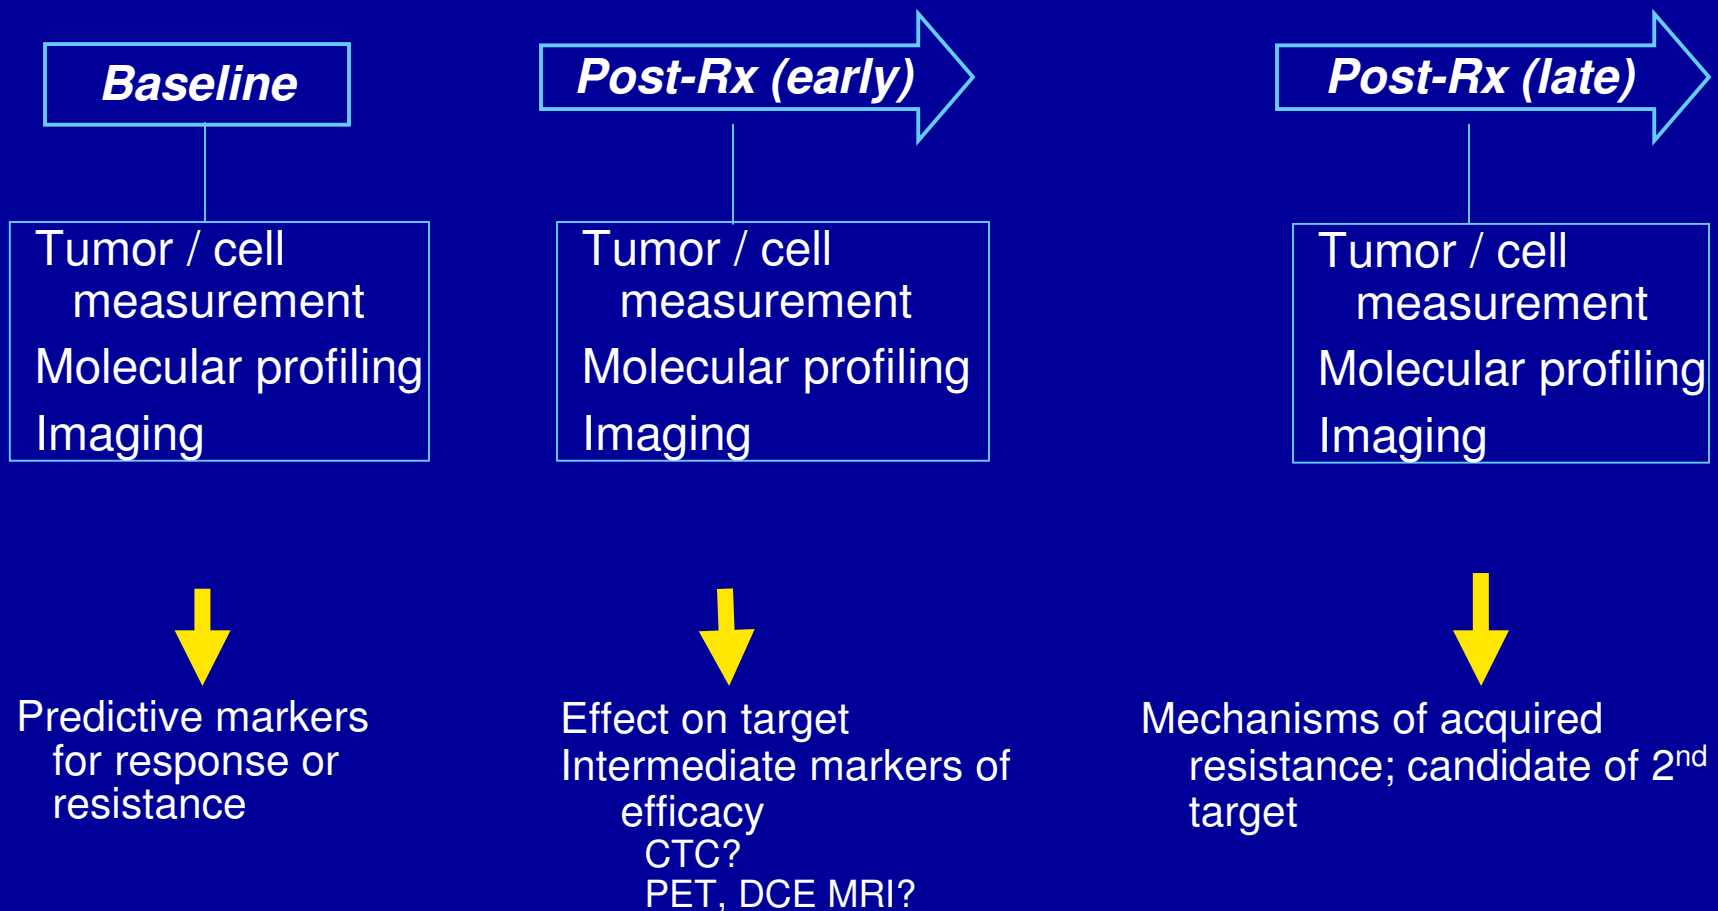 Baseline
Post-Rx (early)
Post-Rx (late)
Tumor / cell
measurement
Molecular profiling
Imaging
Tumor / cell
measurement
Molecular profiling
Imaging
Tumor / cell
measurement
Molecular profiling
Imaging
Predictive markers
for response or
resistance
Effect on target
Intermediate markers of
efficacy
CTC?
PET, DCE MRI?
Mechanisms of acquired
resistance; candidate of 2nd
target